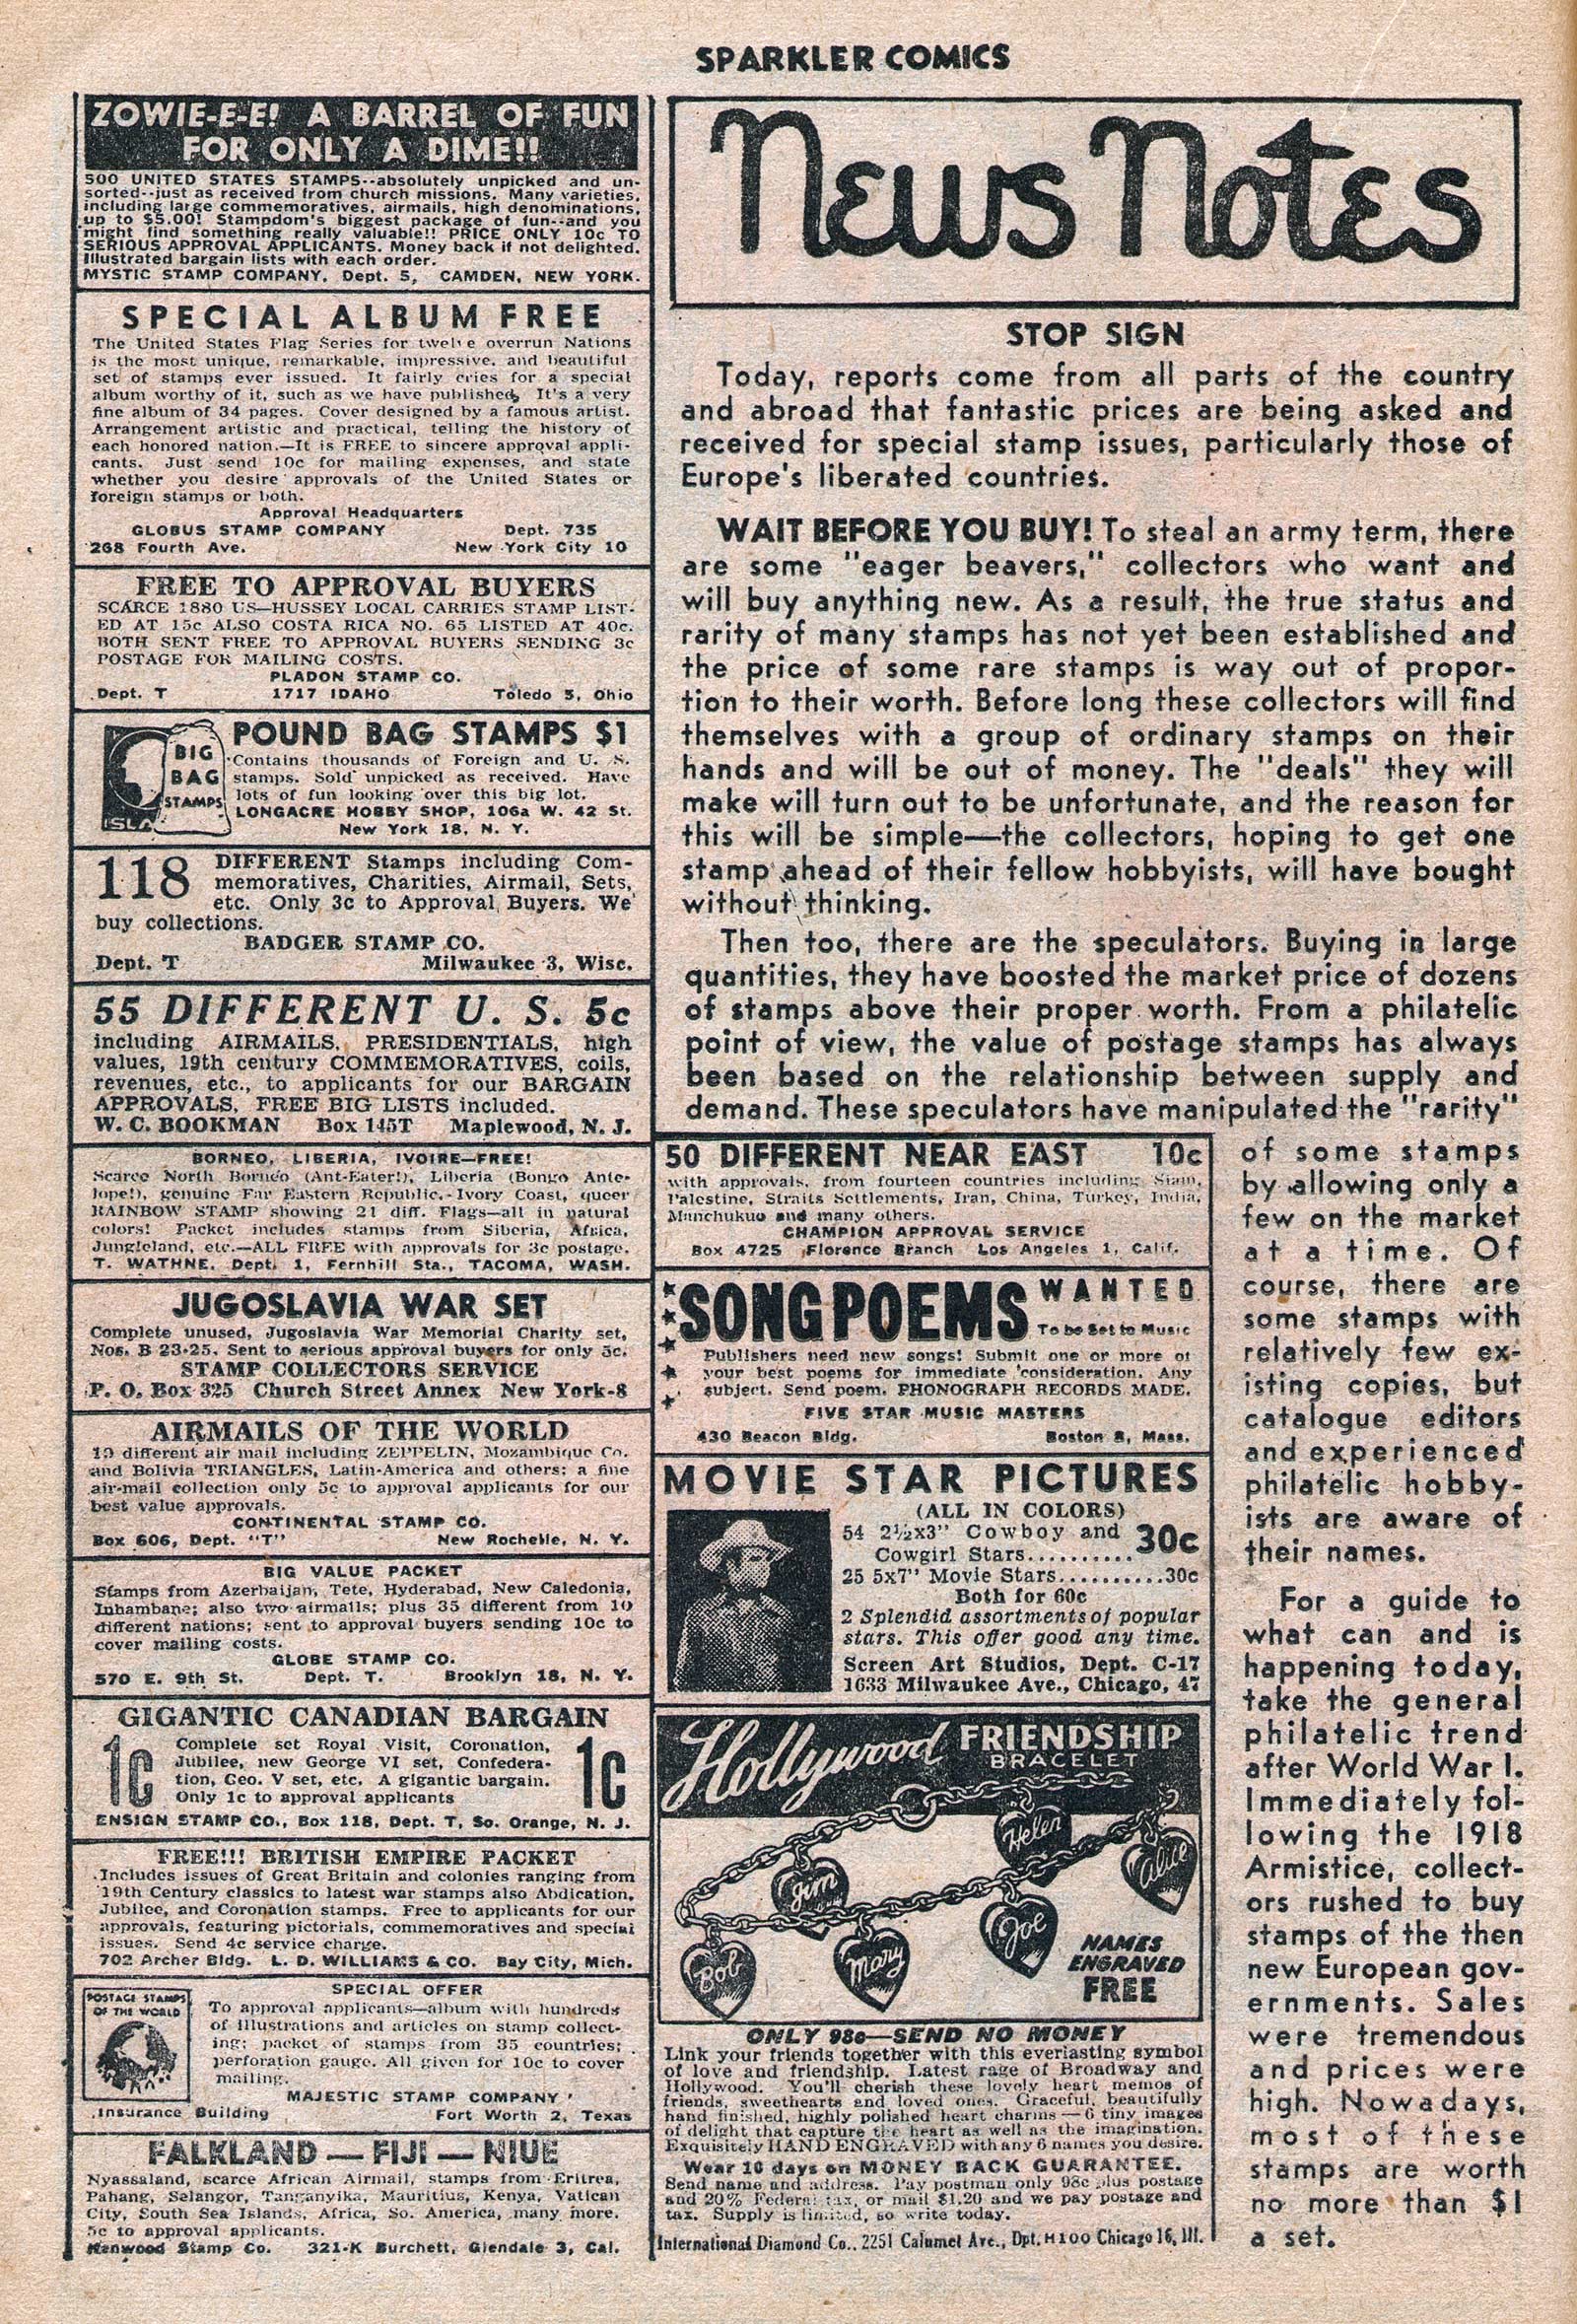 SPARKLER COMICS
ZOWIE-E-E! A BARREL OF FUN
FOR ONLY A DIME!!
500 UNITED STATES STAMPS--absolutely unpicked and un-
sorted--just as received from church missions. Many varieties,
including large commemoratives, airmails, high denominations,
up to $5.00! Stampdom's biggest package of fun--and you
might find something really valuable!! PRICE ONLY 10c TO
SERIOUS APPROVAL APPLICANTS. Money back if not delighted.
Illustrated bargain lists with each order.
MYSTIC STAMP COMPANY, Dept. 5, CAMDEN, NEW YORK.
SPECIAL ALBUM FREE
The United States Flag Series for twelve overrun Nations
is the most unique, remarkable, impressive, and beautiful
set of stamps ever issued. It fairly cries for a special
album worthy of it, such as we have published. It's a very
fine album of 34 pages. Cover designed by a famous artist.
Arrangement artistic and practical, telling the history of
each honored nation.—It is FREE to sincere approval appli-
cants. Just send 10c for mailing expenses, and state
whether you desire approvals of the United States or
foreign stamps or both.
Approval Headquarters
GLOBUS STAMP COMPANY Dept. 735
268 Fourth Ave. New York City 10
FREE TO APPROVAL BUYERS
SCARCE 1880 US—HUSSEY LOCAL CARRIES STAMP LIST-
ED AT 15c ALSO COSTA RICA NO. 65 LISTED AT 40c.
BOTH SENT FREE TO APPROVAL BUYERS SENDING 3c
POSTAGE FOR MAILING COSTS.
PLADON STAMP CO.
Dept. T 1717 IDAHO Toledo 5, Ohio
BIG
BAG
STAMPS
POUND BAG STAMPS $1
Contains thousands of Foreign and U. S.
stamps. Sold unpicked as received. Have
lots of fun looking over this big lot.
LONGACRE HOBBY SHOP, 106a W. 42 St.
New York 18, N. Y.
118 DIFFERENT Stamps including Com-
memoratives, Charities, Airmail, Sets,
etc. Only 3c to Approval Buyers. We
buy collections.
BADGER STAMP CO.
Dept. T Milwaukee 3, Wisc.
55 DIFFERENT U. S. 5c
including AIRMAILS, PRESIDENTIALS, high
values, 19th century COMMEMORATIVES, coils,
revenues, etc., to applicants for our BARGAIN
APPROVALS, FREE BIG LISTS included.
W. C. BOOKMAN Box 145T Maplewood, N. J.
BORNEO, LIBERIA, IVOIRE—FREE!
Scarce North Borneo (Ant-Eater!), Liberia (Bongo Ante-
lope!), genuine Far Eastern Republic, Ivory Coast, queer
RAINBOW STAMP showing 21 diff. Flags—all in natural
colors! Packet includes stamps from Siberia, Africa,
Jungleland, etc.—ALL FREE with approvals for 3c postage.
T. WATHNE, Dept. 1, Fernhill Sta., TACOMA, WASH.
JUGOSLAVIA WAR SET
Complete unused, Jugoslavia War Memorial Charity set,
Nos. B 23-25. Sent to serious approval buyers for only 5c.
STAMP COLLECTORS SERVICE
P. O. Box 325 Church Street Annex New York-8
AIRMAILS OF THE WORLD
19 different air mail including ZEPPELIN, Mozambique Co.
and Bolivia TRIANGLES, Latin-America and others; a fine
air-mail collection only 5c to approval applicants for our
best value approvals.
CONTINENTAL STAMP CO.
Box 606, Dept. "T" New Rochelle, N. Y.
BIG VALUE PACKET
Stamps from Azerbaijan, Tete, Hyderabad, New Caledonia,
Inhambane; also two airmails; plus 35 different from 10
different nations; sent to approval buyers sending 10c to
cover mailing costs.
GLOBE STAMP CO.
570 E. 9th St. Dept. T. Brooklyn 18, N. Y.
GIGANTIC CANADIAN BARGAIN
1c Complete set Royal Visit, Coronation, 1c
Jubilee, new George VI set, Confedera-
tion, Geo. V set, etc. A gigantic bargain.
Only 1c to approval applicants
ENSIGN STAMP CO., Box 118, Dept. T, So. Orange, N. J.
FREE!!! BRITISH EMPIRE PACKET
Includes issues of Great Britain and colonies ranging from
19th Century classics to latest war stamps also Abdication,
Jubilee, and Coronation stamps. Free to applicants for our
approvals, featuring pictorials, commemoratives and special
issues. Send 4c service charge.
702 Archer Bldg. L. D. WILLIAMS & CO. Bay City, Mich.
POSTAGE STAMPS
OF THE WORLD
SPECIAL OFFER
To approval applicants—album with hundreds
of illustrations and articles on stamp collect-
ing; packet of stamps from 35 countries;
perforation gauge. All given for 10c to cover
mailing.
MAJESTIC STAMP COMPANY
Insurance Building Fort Worth 2, Texas
FALKLAND — FIJI — NIUE
Nyassaland, scarce African Airmail, stamps from Eritrea,
Pahang, Selangor, Tanganyika, Mauritius, Kenya, Vatican
City, South Sea Islands, Africa, So. America, many more.
5c to approval applicants.
Kenwood Stamp Co. 321-K Burchett, Glendale 3, Cal.
News Notes
STOP SIGN
Today, reports come from all parts of the country
and abroad that fantastic prices are being asked and
received for special stamp issues, particularly those of
Europe's liberated countries.
WAIT BEFORE YOU BUY! To steal an army term, there
are some "eager beavers," collectors who want and
will buy anything new. As a result, the true status and
rarity of many stamps has not yet been established and
the price of some rare stamps is way out of propor-
tion to their worth. Before long these collectors will find
themselves with a group of ordinary stamps on their
hands and will be out of money. The "deals" they will
make will turn out to be unfortunate, and the reason for
this will be simple—the collectors, hoping to get one
stamp ahead of their fellow hobbyists, will have bought
without thinking.
Then too, there are the speculators. Buying in large
quantities, they have boosted the market price of dozens
of stamps above their proper worth. From a philatelic
point of view, the value of postage stamps has always
been based on the relationship between supply and
demand. These speculators have manipulated the "rarity"
of some stamps
by allowing only a
few on the market
at a time. Of
course, there are
some stamps with
relatively few ex-
isting copies, but
catalogue editors
and experienced
philatelic hobby-
ists are aware of
their names.
For a guide to
what can and is
happening today,
take the general
philatelic trend
after World War I.
Immediately fol-
lowing the 1918
Armistice, collect-
ors rushed to buy
stamps of the then
new European gov-
ernments. Sales
were tremendous
and prices were
high. Nowadays,
most of these
stamps are worth
no more than $1
a set.
50 DIFFERENT NEAR EAST 10c
with approvals, from fourteen countries including Siam,
Palestine, Straits Settlements, Iran, China, Turkey, India,
Manchukuo and many others.
CHAMPION APPROVAL SERVICE
Box 4725 Florence Branch Los Angeles 1, Calif.
SONG POEMS WANTED
To be Set to Music
Publishers need new songs! Submit one or more of
your best poems for immediate consideration. Any
subject. Send poem. PHONOGRAPH RECORDS MADE.
FIVE STAR MUSIC MASTERS
430 Beacon Bldg. Boston 8, Mass.
MOVIE STAR PICTURES
(ALL IN COLORS)
54 2½x3" Cowboy and
Cowgirl Stars.......... 30c
25 5x7" Movie Stars..........30c
Both for 60c
2 Splendid assortments of popular
stars. This offer good any time.
Screen Art Studios, Dept. C-17
1633 Milwaukee Ave., Chicago, 47
Hollywood FRIENDSHIP
BRACELET
Helen
Alice
Jim
Joe
Mary
Bob
NAMES
ENGRAVED
FREE
ONLY 98c—SEND NO MONEY
Link your friends together with this everlasting symbol
of love and friendship. Latest rage of Broadway and
Hollywood. You'll cherish these lovely heart memos of
friends, sweethearts and loved ones. Graceful, beautifully
hand finished, highly polished heart charms—6 tiny images
of delight that capture the heart as well as the imagination.
Exquisitely HAND ENGRAVED with any 6 names you desire.
Wear 10 days on MONEY BACK GUARANTEE.
Send name and address. Pay postman only 98c plus postage
and 20% Federal tax, or mail $1.20 and we pay postage and
tax. Supply is limited, so write today.
International Diamond Co., 2251 Calumet Ave., Dpt. H100 Chicago 16, Ill.